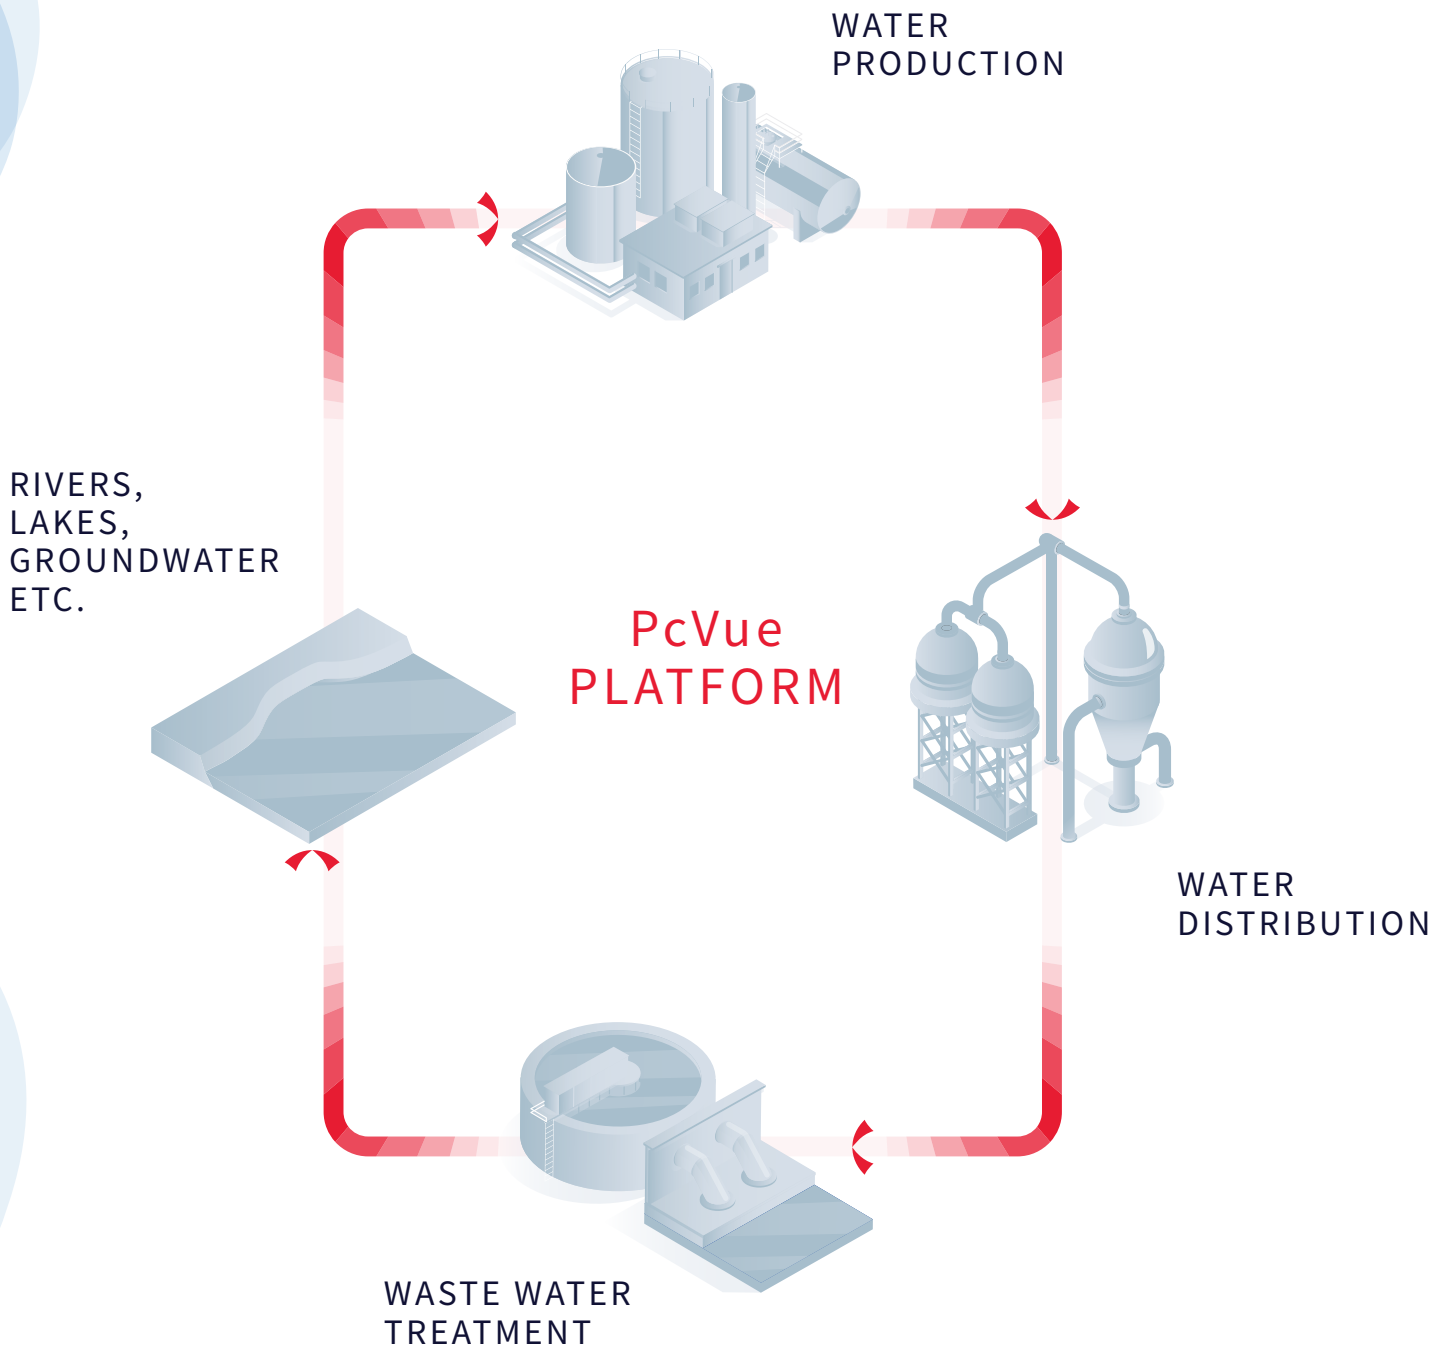 WATER
PRODUCTION
RIVERS,
LAKES,
GROUNDWATER
ETC.
PcVue
PLATFORM
WATER
DISTRIBUTION
WASTE WATER
TREATMENT